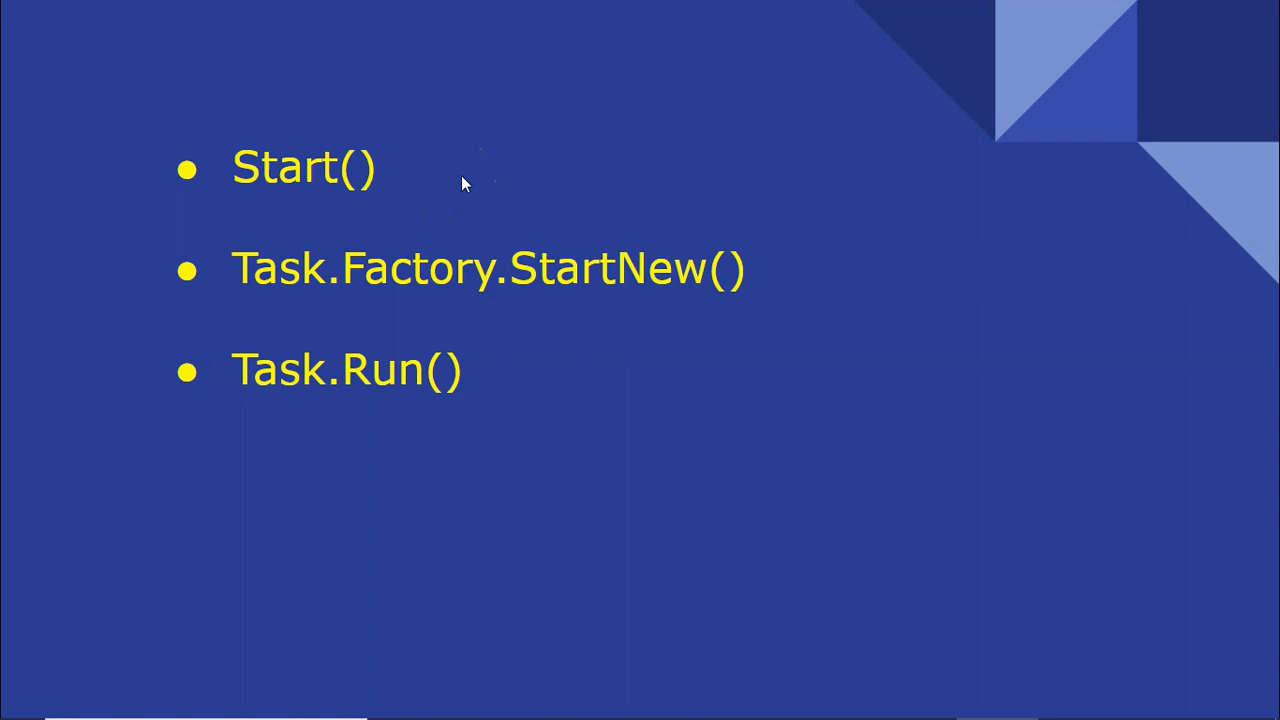 ● Start()
● Task.Factory.StartNew()
● Task.Run()